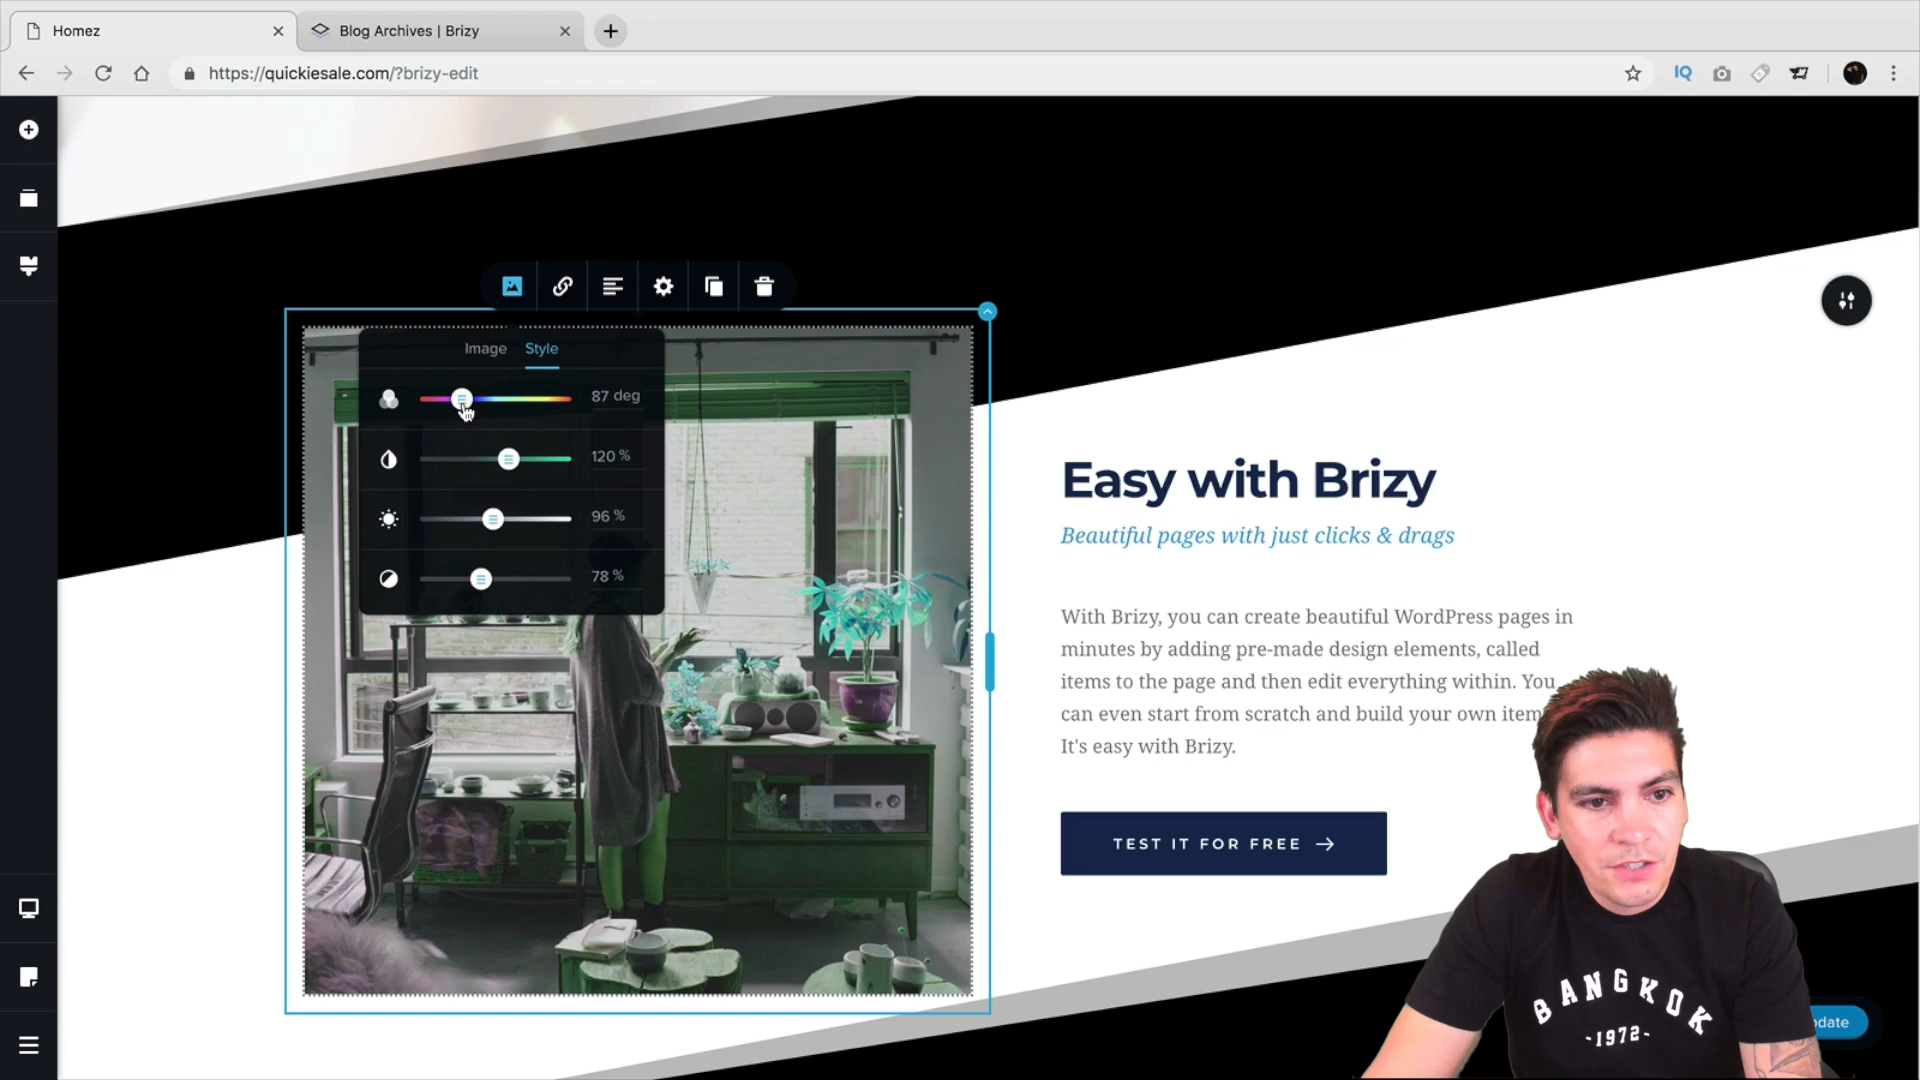 Homez
Blog Archives | Brizy
https://quickiesale.com/?brizy-edit
IQ
Image
Style
87 deg
120 %
96 %
78 %
Easy with Brizy
Beautiful pages with just clicks & drags
With Brizy, you can create beautiful WordPress pages in
minutes by adding pre-made design elements, called
items to the page and then edit everything within. You
can even start from scratch and build your own item
It's easy with Brizy.
TEST IT FOR FREE →
BANGKOK
-1972-